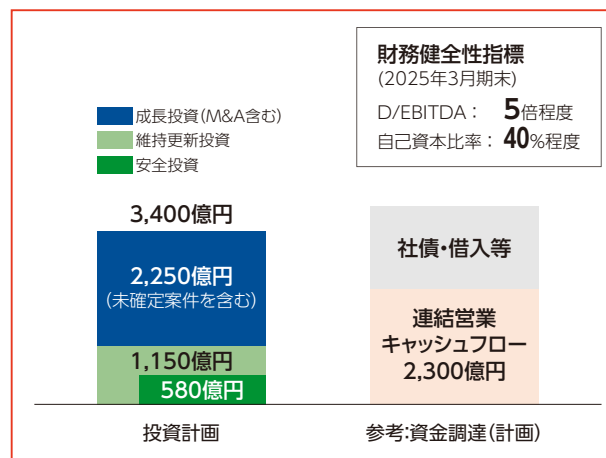 財務健全性指標
(2025年3月期末)
D/EBITDA： 5倍程度
自己資本比率： 40%程度
成長投資(M&A含む)
維持更新投資
安全投資
3,400億円
2,250億円
(未確定案件を含む)
1,150億円
580億円
投資計画
社債・借入等
連結営業
キャッシュフロー
2,300億円
参考:資金調達(計画)